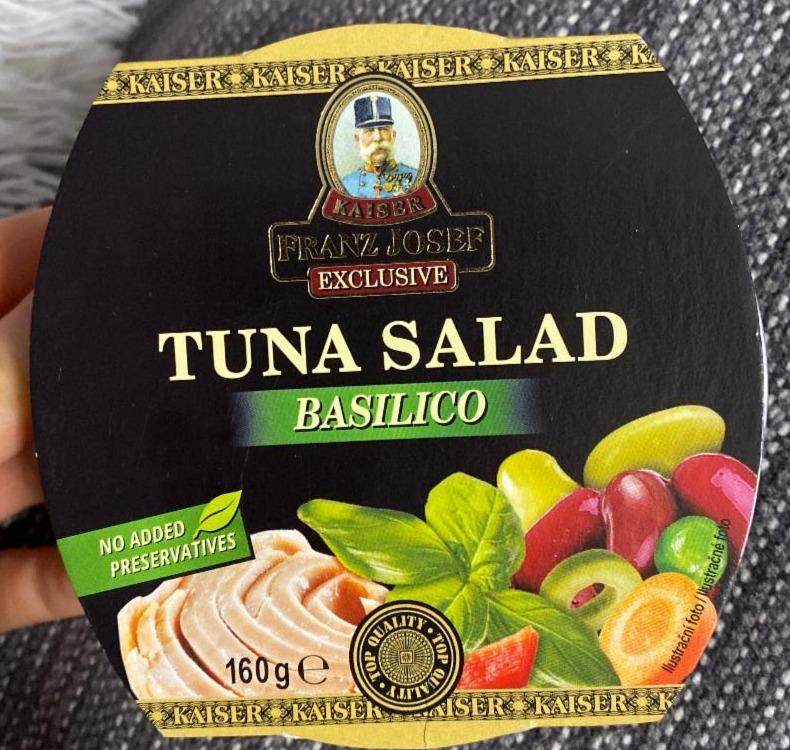 KAISER KAISER KAISER KAISER K
KAISER
FRANZ JOSEF
EXCLUSIVE
TUNA SALAD
BASILICO
NO ADDED
PRESERVATIVES
Ilustrační foto / Ilustračné foto
160 g ℮
TOP QUALITY • TOP QUALITY •
KAISER KAISER KAISER KAISER K